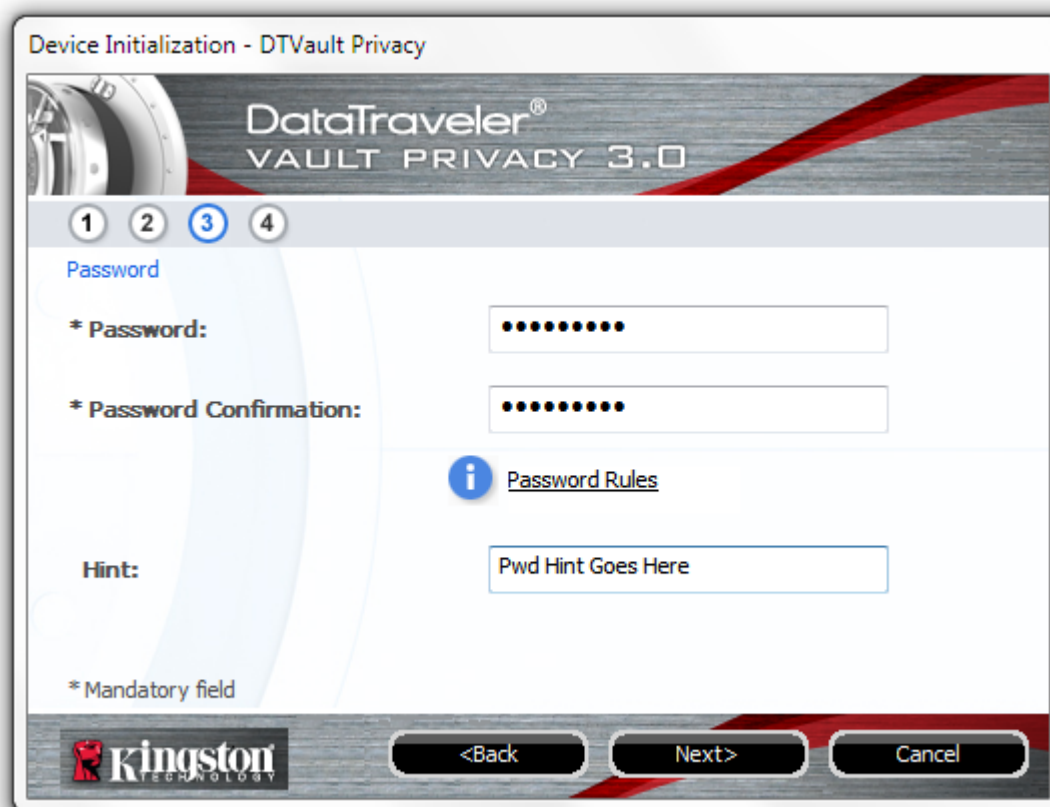 Device Initialization - DTVault Privacy
DataTraveler®
VAULT PRIVACY 3.0
1 2 3 4
Password
* Password: •••••••••
* Password Confirmation: •••••••••
i Password Rules
Hint: Pwd Hint Goes Here
* Mandatory field
Kingston
TECHNOLOGY
<Back Next> Cancel